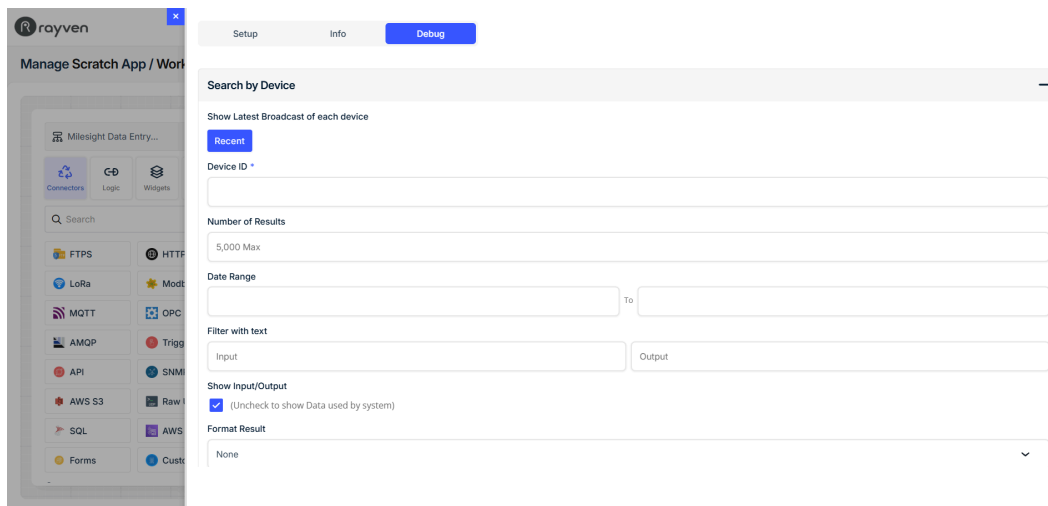 rayven
×
Setup Info Debug
Manage Scratch App / Work
Search by Device
Show Latest Broadcast of each device
Recent
Device ID *
Number of Results
5,000 Max
Date Range
To
Filter with text
Input Output
Show Input/Output
(Uncheck to show Data used by system)
Format Result
None
Milesight Data Entry...
Connectors Logic Widgets
Search
FTPS HTTP
LoRa Modb
MQTT OPC
AMQP Trigg
API SNM
AWS S3 Raw
SQL AWS
Forms Custo